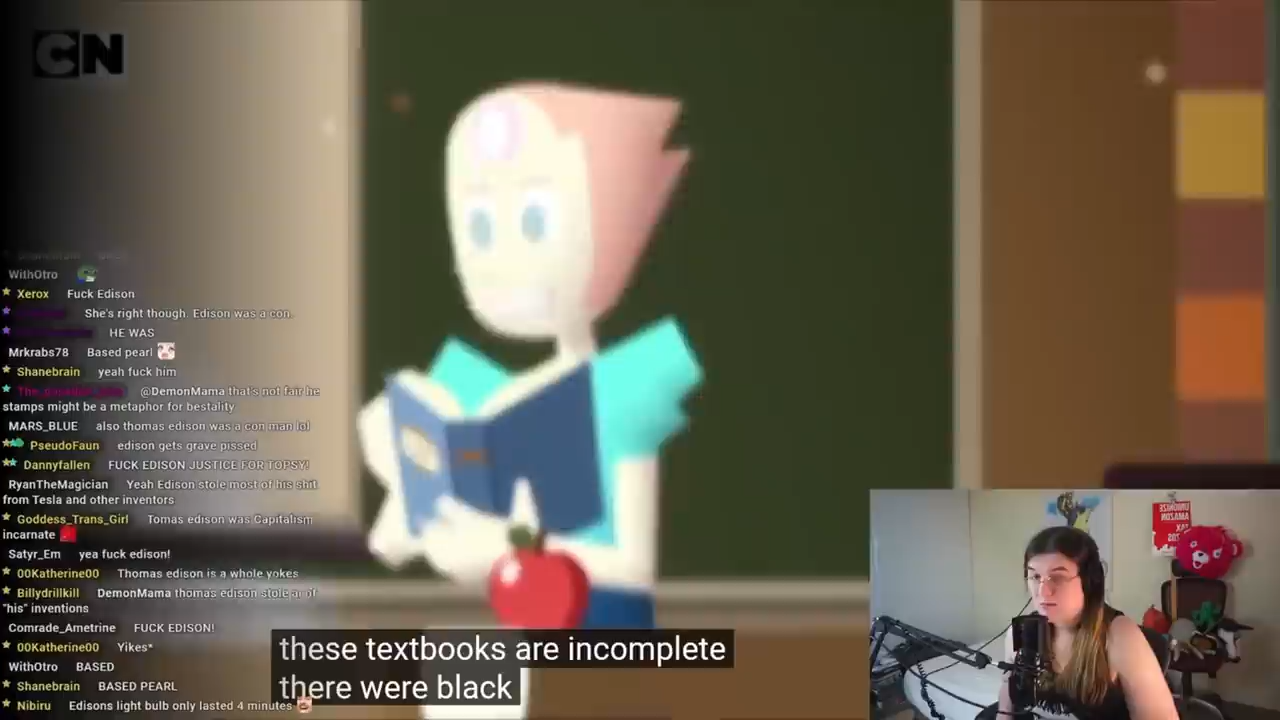 CN
WithOtro
Xerox Fuck Edison
She's right though. Edison was a con.
HE WAS
Mrkrabs78 Based pearl
Shanebrain yeah fuck him
@DemonMama that's not fair he
stamps might be a metaphor for bestality
MARS_BLUE also thomas edison was a con man lol
PseudoFaun edison gets grave pissed
Dannyfallen FUCK EDISON JUSTICE FOR TOPSY!
RyanTheMagician Yeah Edison stole most of his shit
from Tesla and other inventors
Goddess_Trans_Girl Tomas edison was Capitalism
incarnate
Satyr_Em yea fuck edison!
00Katherine00 Thomas edison is a whole yokes
Billydrillkill DemonMama thomas edison stole of
"his" inventions
Comrade_Ametrine FUCK EDISON!
00Katherine00 Yikes*
WithOtro BASED
Shanebrain BASED PEARL
Nibiru Edisons light bulb only lasted 4 minutes
these textbooks are incomplete
there were black